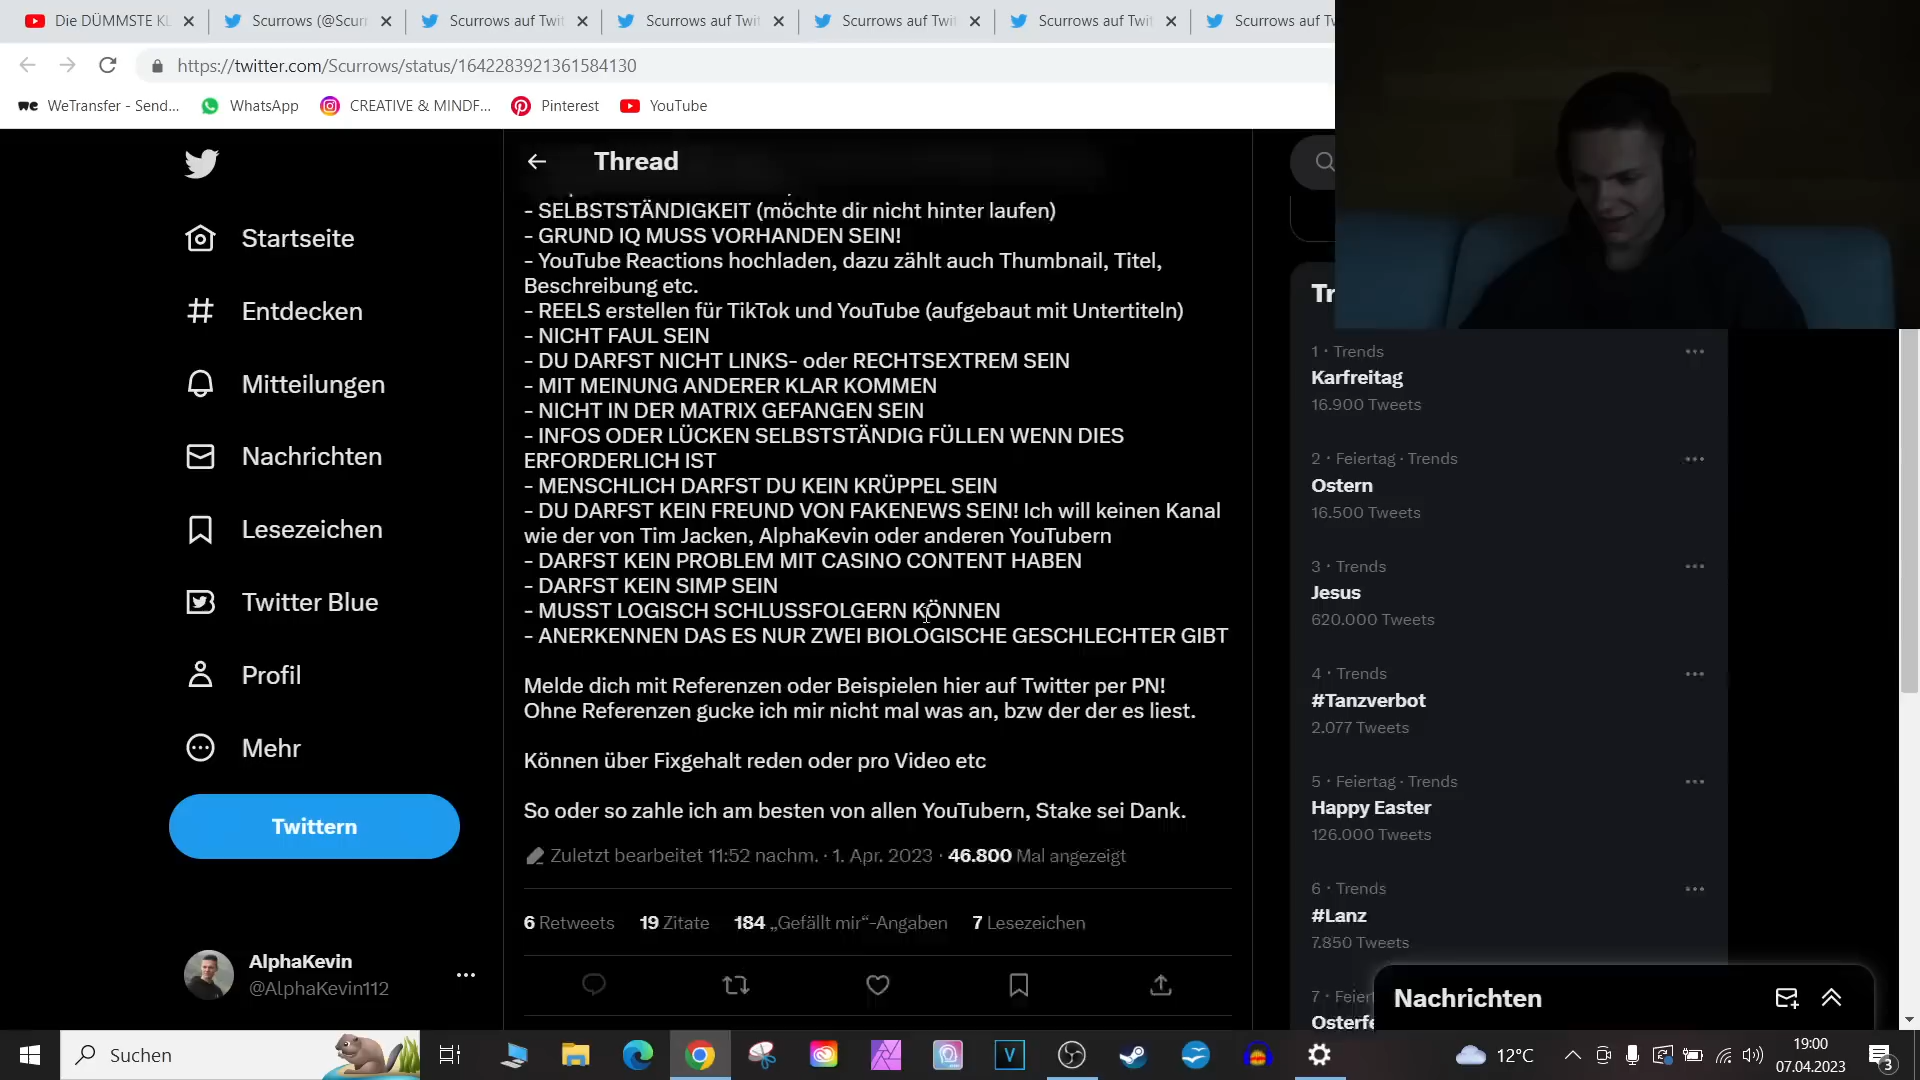 Die DÜMMSTE KL
Scurrows (@Scurr
Scurrows auf Twit
Scurrows auf Twit
Scurrows auf Twit
Scurrows auf Twit
Scurrows auf Tw
https://twitter.com/Scurrows/status/1642283921361584130
we WeTransfer - Send...
WhatsApp
CREATIVE & MINDF...
Pinterest
YouTube
Thread
- SELBSTSTÄNDIGKEIT (möchte dir nicht hinter laufen)
- GRUND IQ MUSS VORHANDEN SEIN!
- YouTube Reactions hochladen, dazu zählt auch Thumbnail, Titel,
Beschreibung etc.
- REELS erstellen für TikTok und YouTube (aufgebaut mit Untertiteln)
- NICHT FAUL SEIN
- DU DARFST NICHT LINKS- oder RECHTSEXTREM SEIN
- MIT MEINUNG ANDERER KLAR KOMMEN
- NICHT IN DER MATRIX GEFANGEN SEIN
- INFOS ODER LÜCKEN SELBSTSTÄNDIG FÜLLEN WENN DIES
ERFORDERLICH IST
- MENSCHLICH DARFST DU KEIN KRÜPPEL SEIN
- DU DARFST KEIN FREUND VON FAKENEWS SEIN! Ich will keinen Kanal
wie der von Tim Jacken, AlphaKevin oder anderen YouTubern
- DARFST KEIN PROBLEM MIT CASINO CONTENT HABEN
- DARFST KEIN SIMP SEIN
- MUSST LOGISCH SCHLUSSFOLGERN KÖNNEN
- ANERKENNEN DAS ES NUR ZWEI BIOLOGISCHE GESCHLECHTER GIBT
Melde dich mit Referenzen oder Beispielen hier auf Twitter per PN!
Ohne Referenzen gucke ich mir nicht mal was an, bzw der der es liest.
Können über Fixgehalt reden oder pro Video etc
So oder so zahle ich am besten von allen YouTubern, Stake sei Dank.
Zuletzt bearbeitet 11:52 nachm. · 1. Apr. 2023 · 46.800 Mal angezeigt
6 Retweets 19 Zitate 184 „Gefällt mir“-Angaben 7 Lesezeichen
Startseite
Entdecken
Mitteilungen
Nachrichten
Lesezeichen
Twitter Blue
Profil
Mehr
Twittern
AlphaKevin
@AlphaKevin112
Tr
1 · Trends
Karfreitag
16.900 Tweets
2 · Feiertag · Trends
Ostern
16.500 Tweets
3 · Trends
Jesus
620.000 Tweets
4 · Trends
#Tanzverbot
2.077 Tweets
5 · Feiertag · Trends
Happy Easter
126.000 Tweets
6 · Trends
#Lanz
7.850 Tweets
7 · Feier
Osterfe
Nachrichten
Suchen
V
12°C
19:00
07.04.2023
3